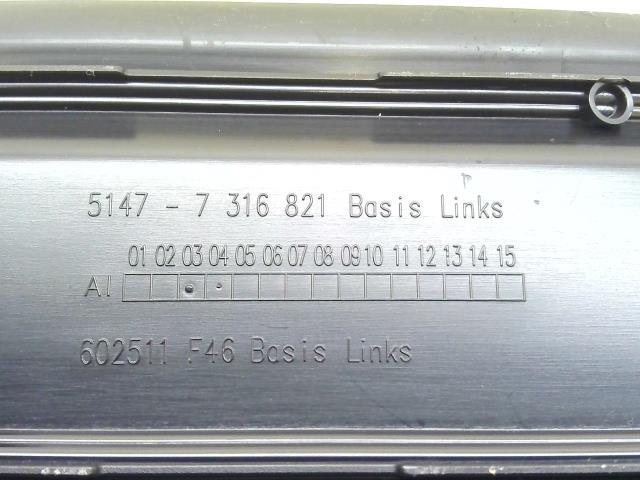 5147 - 7 316 821 Basis Links
01 02 03 04 05 06 07 08 09 10 11 12 13 14 15
AI
602511 F46 Basis Links